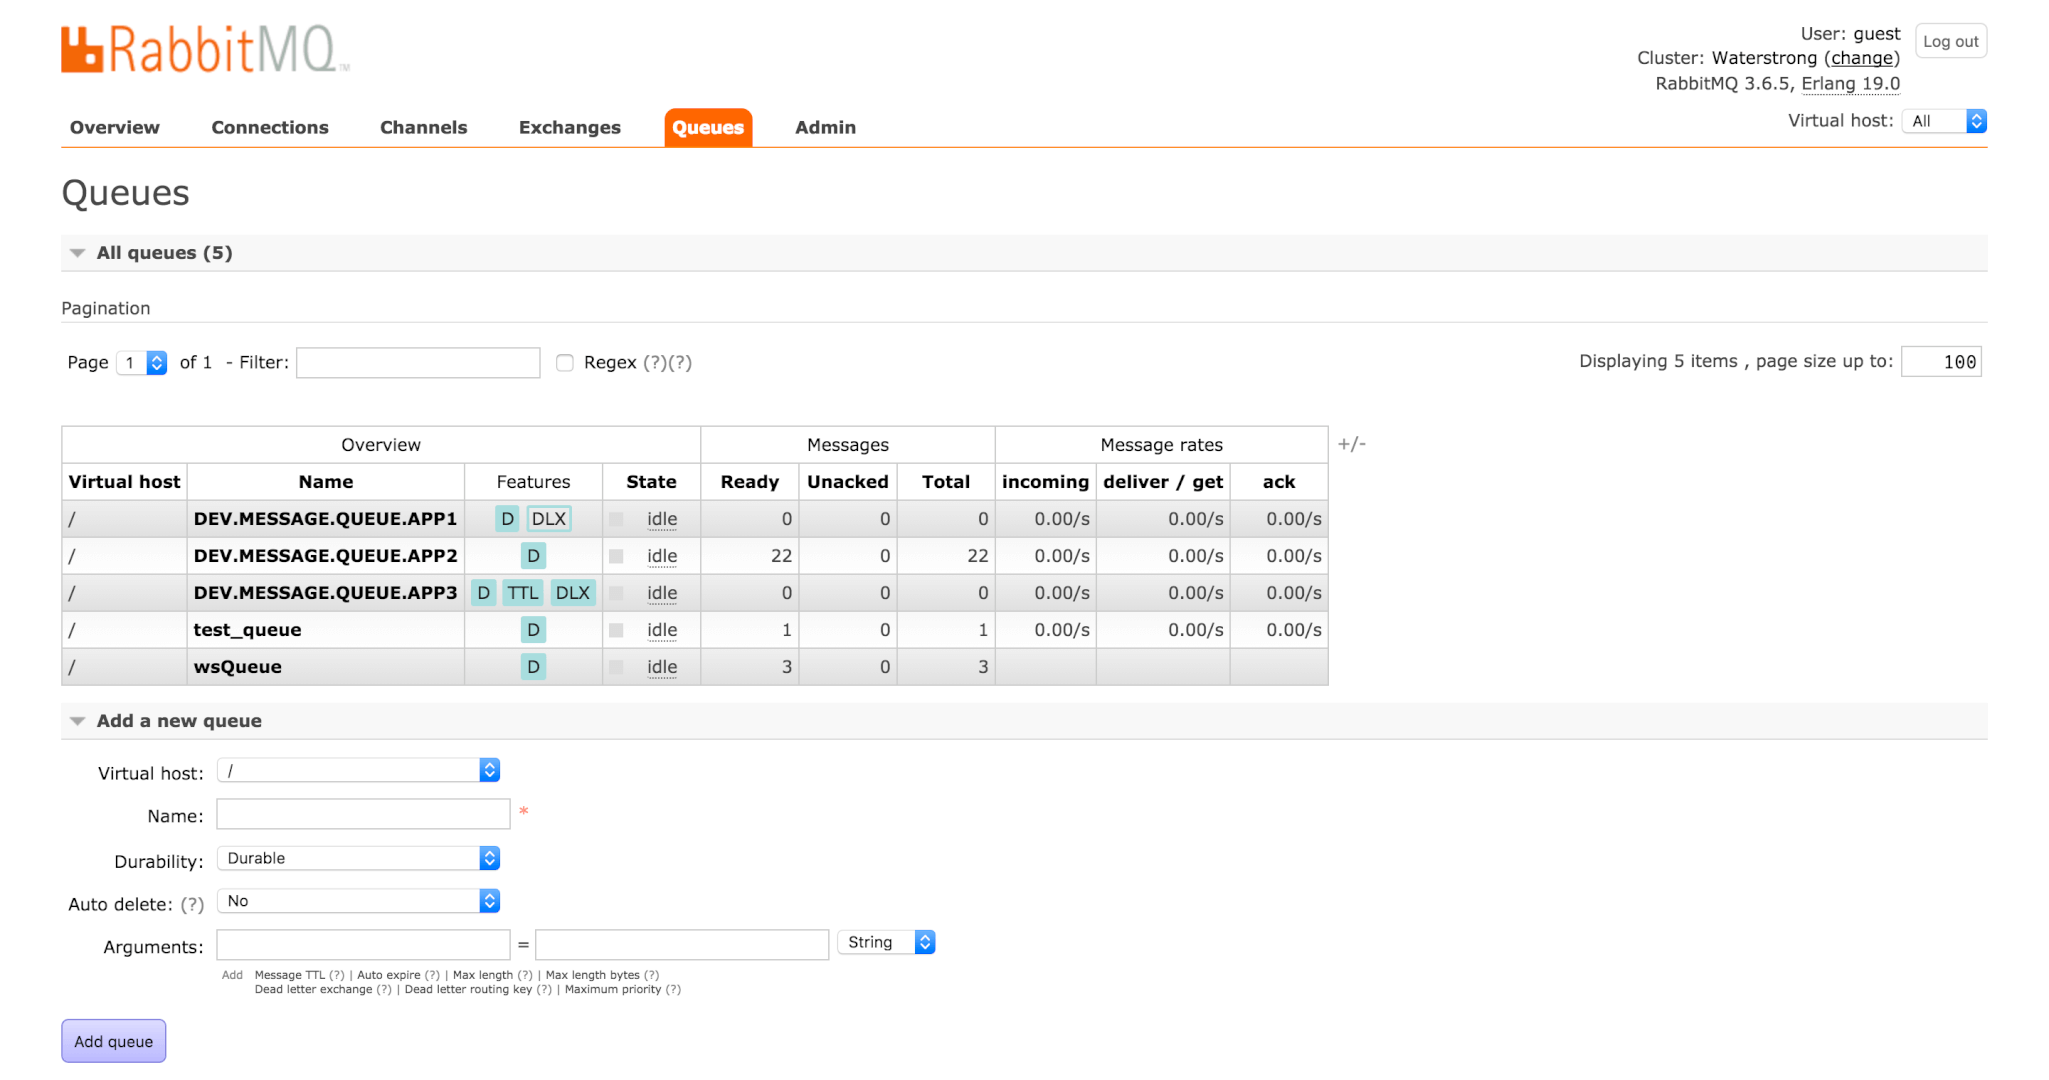 RabbitMQ™
User: guest
Log out
Cluster: Waterstrong (change)
RabbitMQ 3.6.5, Erlang 19.0
Overview Connections Channels Exchanges Queues Admin
Virtual host: All
Queues
All queues (5)
Pagination
Page 1 of 1 - Filter: Regex (?)(?)
Displaying 5 items , page size up to: 100
Overview Messages Message rates +/-
Virtual host Name Features State Ready Unacked Total incoming deliver / get ack
/ DEV.MESSAGE.QUEUE.APP1 D DLX idle 0 0 0 0.00/s 0.00/s 0.00/s
/ DEV.MESSAGE.QUEUE.APP2 D idle 22 0 22 0.00/s 0.00/s 0.00/s
/ DEV.MESSAGE.QUEUE.APP3 D TTL DLX idle 0 0 0 0.00/s 0.00/s 0.00/s
/ test_queue D idle 1 0 1 0.00/s 0.00/s 0.00/s
/ wsQueue D idle 3 0 3
Add a new queue
Virtual host: /
Name: *
Durability: Durable
Auto delete: (?) No
Arguments: = String
Add Message TTL (?) | Auto expire (?) | Max length (?) | Max length bytes (?)
Dead letter exchange (?) | Dead letter routing key (?) | Maximum priority (?)
Add queue